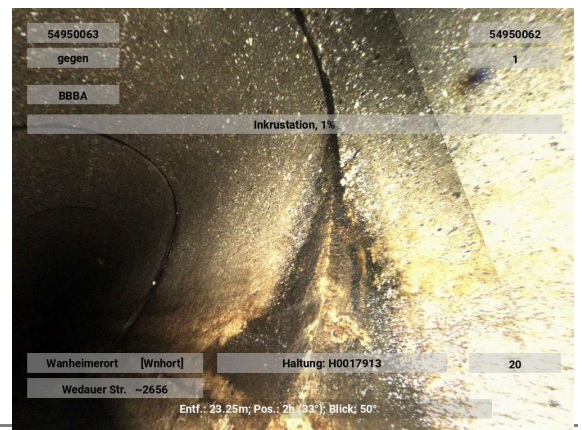 54950063 54950062
gegen 1
BBBA
Inkrustation, 1%
Wanheimerort [Wnhort] Haltung: H0017913 20
Wedauer Str. ~2656
Entf.: 23.25m; Pos.: 2h (33°); Blick; 50°